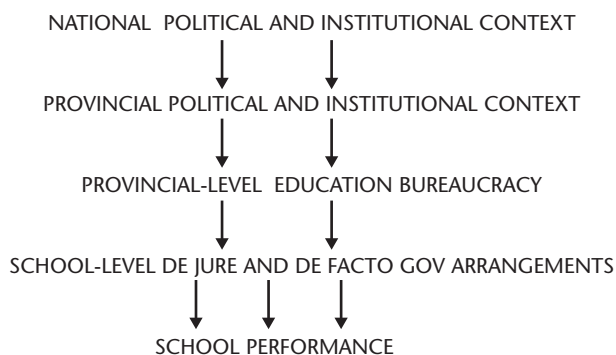 NATIONAL POLITICAL AND INSTITUTIONAL CONTEXT
PROVINCIAL POLITICAL AND INSTITUTIONAL CONTEXT
PROVINCIAL-LEVEL EDUCATION BUREAUCRACY
SCHOOL-LEVEL DE JURE AND DE FACTO GOV ARRANGEMENTS
SCHOOL PERFORMANCE